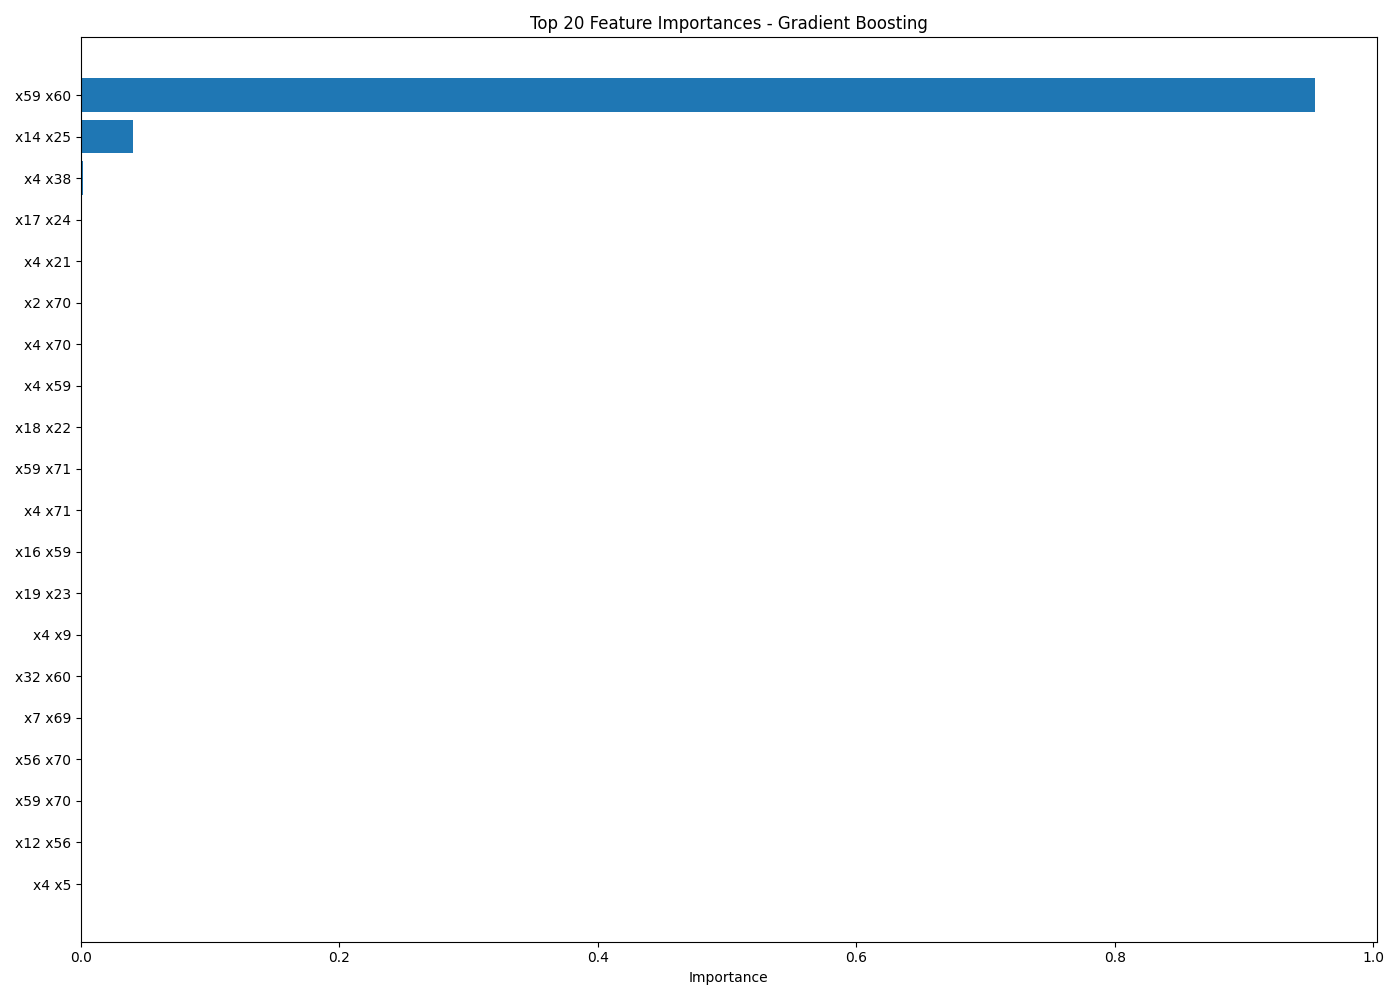 Top 20 Feature Importances - Gradient Boosting
x59 x60
x14 x25
x4 x38
x17 x24
x4 x21
x2 x70
x4 x70
x4 x59
x18 x22
x59 x71
x4 x71
x16 x59
x19 x23
x4 x9
x32 x60
x7 x69
x56 x70
x59 x70
x12 x56
x4 x5
0.0 0.2 0.4 0.6 0.8 1.0
Importance